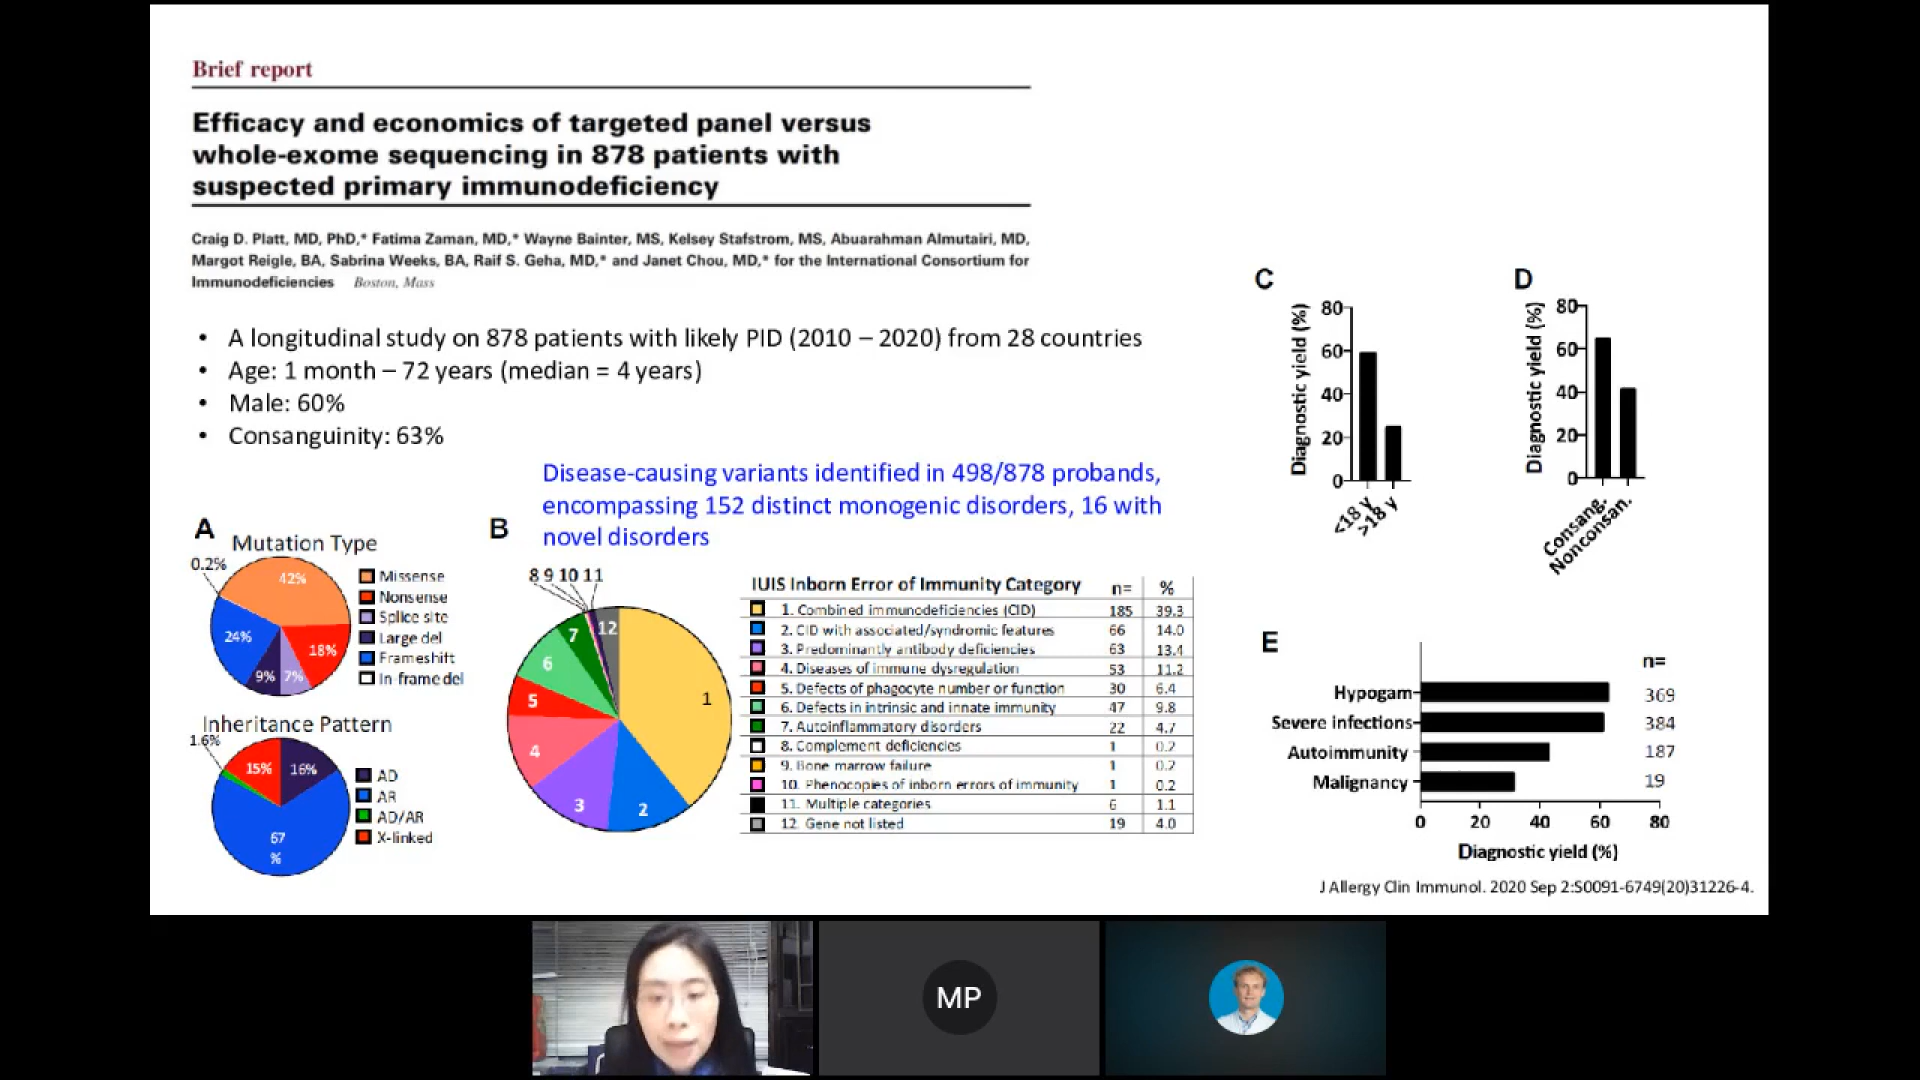 Brief report
Efficacy and economics of targeted panel versus
whole-exome sequencing in 878 patients with
suspected primary immunodeficiency
Craig D. Platt, MD, PhD,* Fatima Zaman, MD,* Wayne Bainter, MS, Kelsey Stafstrom, MS, Abuarahman Almutairi, MD,
Margot Reigle, BA, Sabrina Weeks, BA, Raif S. Geha, MD,* and Janet Chou, MD,* for the International Consortium for
Immunodeficiencies Boston, Mass
• A longitudinal study on 878 patients with likely PID (2010 – 2020) from 28 countries
• Age: 1 month – 72 years (median = 4 years)
• Male: 60%
• Consanguinity: 63%
Disease-causing variants identified in 498/878 probands,
encompassing 152 distinct monogenic disorders, 16 with
novel disorders
A
Mutation Type
0.2%
42%
18%
7%
9%
24%
Missense
Nonsense
Splice site
Large del
Frameshift
In-frame del
Inheritance Pattern
1.6%
15%
16%
67
%
AD
AR
AD/AR
X-linked
B
8 9 10 11
12
7
6
5
4
3
2
1
IUIS Inborn Error of Immunity Category n= %
1. Combined immunodeficiencies (CID) 185 39.3
2. CID with associated/syndromic features 66 14.0
3. Predominantly antibody deficiencies 63 13.4
4. Diseases of immune dysregulation 53 11.2
5. Defects of phagocyte number or function 30 6.4
6. Defects in intrinsic and innate immunity 47 9.8
7. Autoinflammatory disorders 22 4.7
8. Complement deficiencies 1 0.2
9. Bone marrow failure 1 0.2
10. Phenocopies of inborn errors of immunity 1 0.2
11. Multiple categories 6 1.1
12. Gene not listed 19 4.0
C
Diagnostic yield (%)
80
60
40
20
0
<18 y
>18 y
D
Diagnostic yield (%)
80
60
40
20
0
Consang.
Nonconsan.
E
n=
Hypogam 369
Severe infections 384
Autoimmunity 187
Malignancy 19
0 20 40 60 80
Diagnostic yield (%)
J Allergy Clin Immunol. 2020 Sep 2:S0091-6749(20)31226-4.
MP